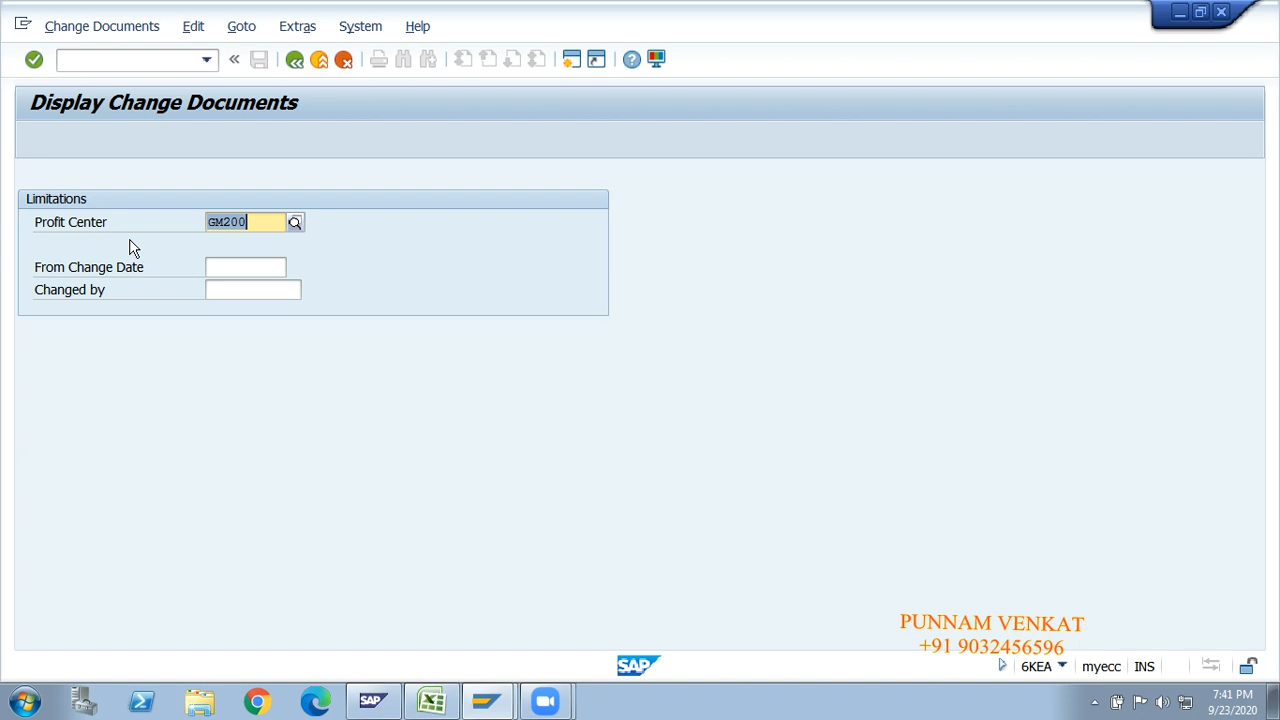 Change Documents Edit Goto Extras System Help
Display Change Documents
Limitations
Profit Center GM200
From Change Date
Changed by
PUNNAM VENKAT
+91 9032456596
SAP 6KEA myecc INS
SAP
7:41 PM
9/23/2020